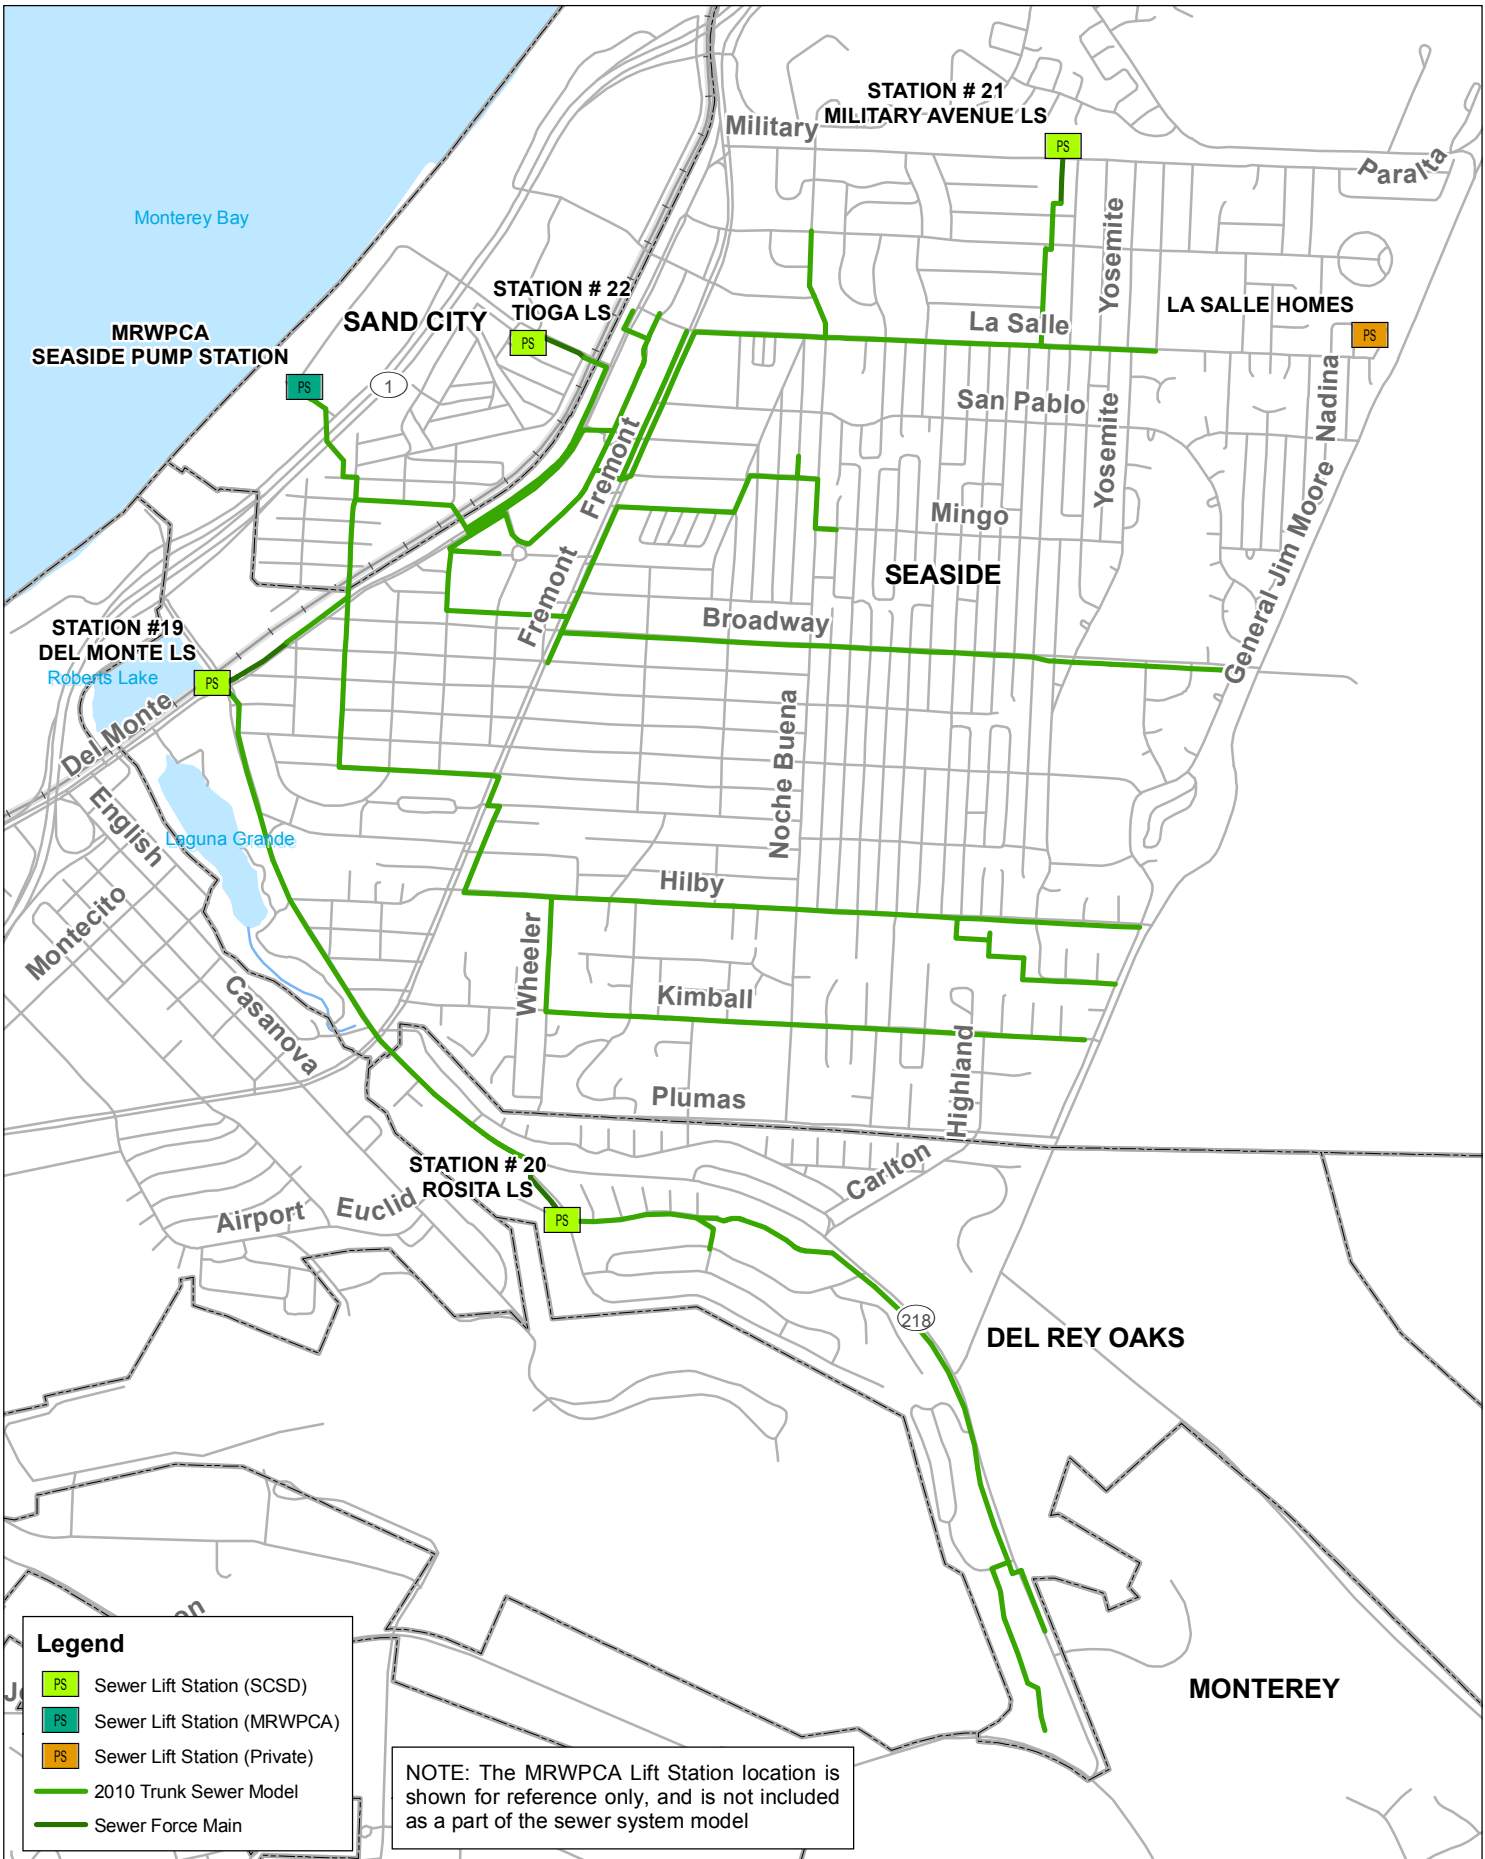 STATION # 21
MILITARY AVENUE LS
PS
Military
Paralta
Monterey Bay
Yosemite
STATION # 22
TIOGA LS
PS
SAND CITY
LA SALLE HOMES
PS
La Salle
MRWPCA
SEASIDE PUMP STATION
PS
1
San Pablo
Nadina
Yosemite
Fremont
Mingo
SEASIDE
General Jim Moore
Fremont
Broadway
STATION #19
DEL MONTE LS
PS
Roberts Lake
Del Monte
Noche Buena
English
Laguna Grande
Hilby
Montecito
Wheeler
Casanova
Kimball
Highland
Plumas
STATION # 20
ROSITA LS
PS
Carlton
Airport
Euclid
218
DEL REY OAKS
MONTEREY
on
Legend
PS Sewer Lift Station (SCSD)
PS Sewer Lift Station (MRWPCA)
PS Sewer Lift Station (Private)
2010 Trunk Sewer Model
Sewer Force Main
NOTE: The MRWPCA Lift Station location is
shown for reference only, and is not included
as a part of the sewer system model